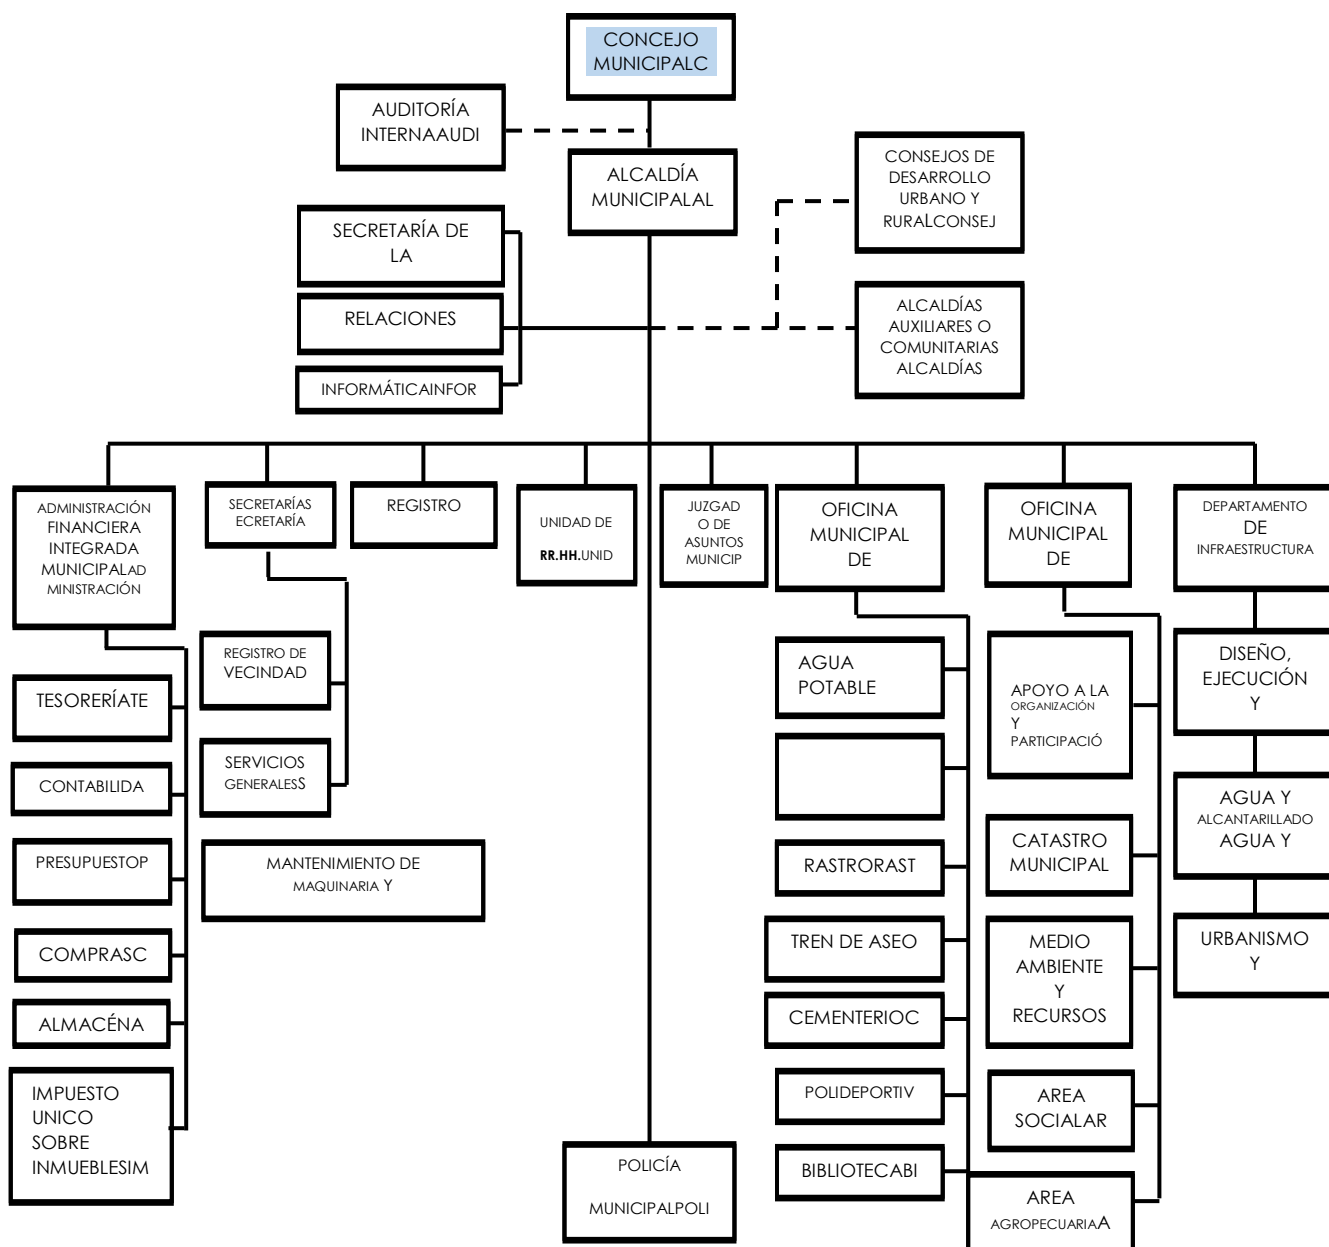 CONCEJO
MUNICIPALC
AUDITORÍA
INTERNAAUDI
ALCALDÍA
MUNICIPALAL
CONSEJOS DE
DESARROLLO
URBANO Y
RURALCONSEJ
SECRETARÍA DE
LA
RELACIONES
INFORMÁTICAINFOR
ALCALDÍAS
AUXILIARES O
COMUNITARIAS
ALCALDÍAS
ADMINISTRACIÓN
FINANCIERA
INTEGRADA
MUNICIPALAD
MINISTRACIÓN
SECRETARÍAS
ECRETARÍA
REGISTRO
UNIDAD DE
RR.HH.UNID
JUZGAD
O DE
ASUNTOS
MUNICIP
OFICINA
MUNICIPAL
DE
OFICINA
MUNICIPAL
DE
DEPARTAMENTO
DE
INFRAESTRUCTURA
TESORERÍATE
CONTABILIDA
PRESUPUESTOP
COMPRASC
ALMACÉNA
IMPUESTO
UNICO
SOBRE
INMUEBLESIM
REGISTRO DE
VECINDAD
SERVICIOS
GENERALESS
MANTENIMIENTO DE
MAQUINARIA Y
POLICÍA
MUNICIPALPOLI
AGUA
POTABLE
RASTRORAST
TREN DE ASEO
CEMENTERIOC
POLIDEPORTIV
BIBLIOTECABI
APOYO A LA
ORGANIZACIÓN
Y
PARTICIPACIÓ
CATASTRO
MUNICIPAL
MEDIO
AMBIENTE
Y
RECURSOS
AREA
SOCIALAR
AREA
AGROPECUARIAA
DISEÑO,
EJECUCIÓN
Y
AGUA Y
ALCANTARILLADO
AGUA Y
URBANISMO
Y